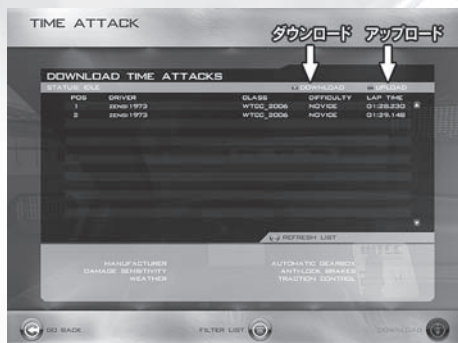 TIME ATTACK
ダウンロード アップロード
DOWNLOAD TIME ATTACKS
STATUS: IDLE DOWNLOAD UPLOAD
POS DRIVER CLASS DIFFICULTY LAP TIME
1 ZENSI1973 WTCC_2006 NOVICE 01:28.230
2 ZENSI1973 WTCC_2006 NOVICE 01:29.148
REFRESH LIST
MANUFACTURER AUTOMATIC GEARBOX
DAMAGE SENSITIVITY ANTI-LOCK BRAKES
WEATHER TRACTION CONTROL
GO BACK FILTER LIST DOWNLOAD